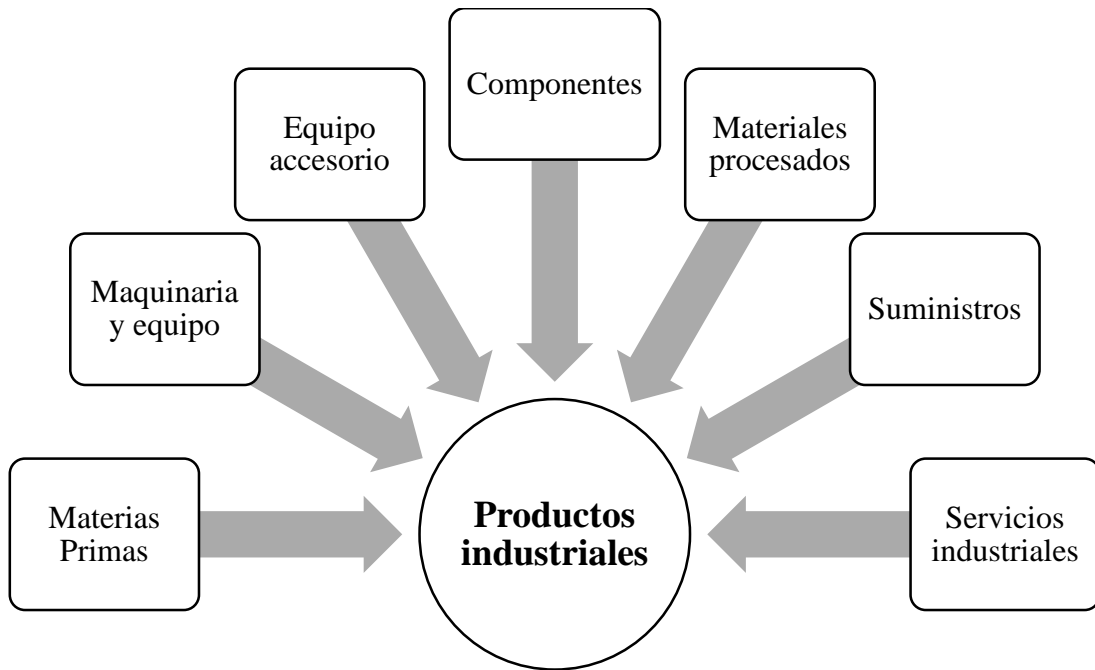 Componentes
Equipo
accesorio
Materiales
procesados
Maquinaria
y equipo
Suministros
Materias
Primas
Productos
industriales
Servicios
industriales